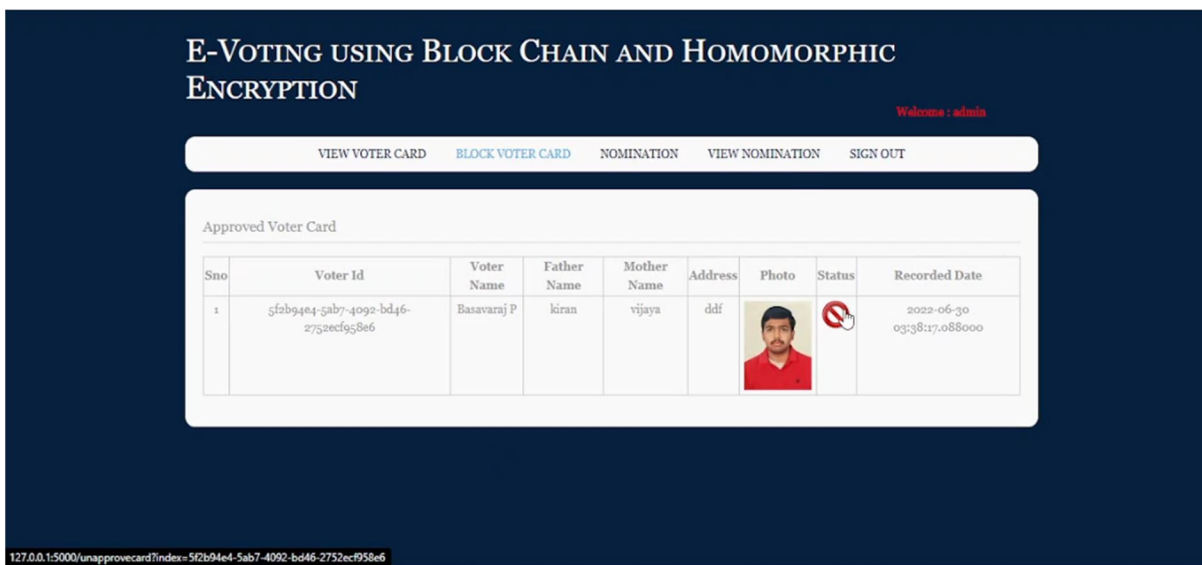 E-Voting using Block Chain and Homomorphic
Encryption
Welcome : admin
VIEW VOTER CARD BLOCK VOTER CARD NOMINATION VIEW NOMINATION SIGN OUT
Approved Voter Card
Sno Voter Id Voter Name Father Name Mother Name Address Photo Status Recorded Date
1 5f2b94e4-5ab7-4092-bd46-2752ecf958e6 Basavaraj P kiran vijaya ddf 2022-06-30 03:38:17.088000
127.0.0.1:5000/unapprovecard?index=5f2b94e4-5ab7-4092-bd46-2752ecf958e6